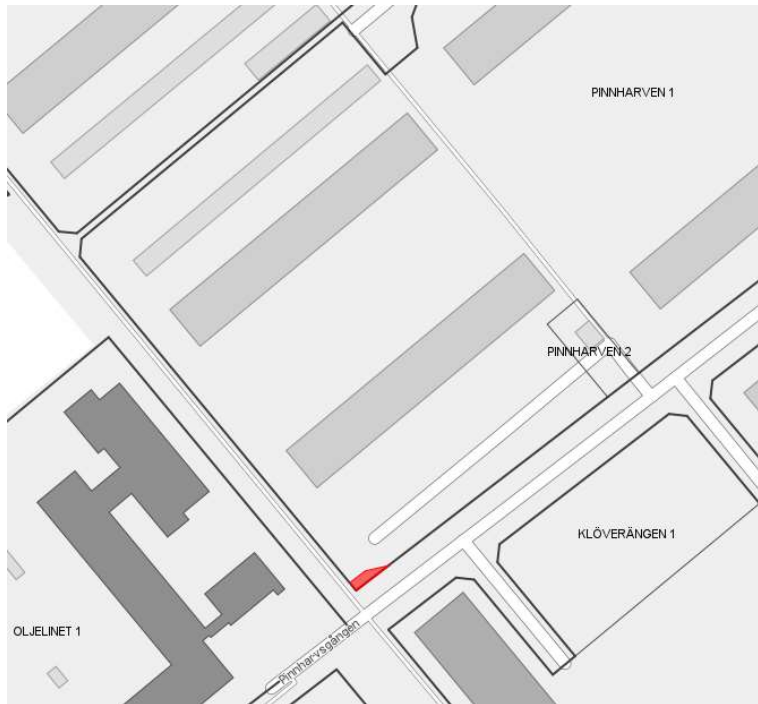 PINNHARVEN 1
PINNHARVEN 2
KLÖVERÄNGEN 1
OLJELINET 1
Pinnharvsgången